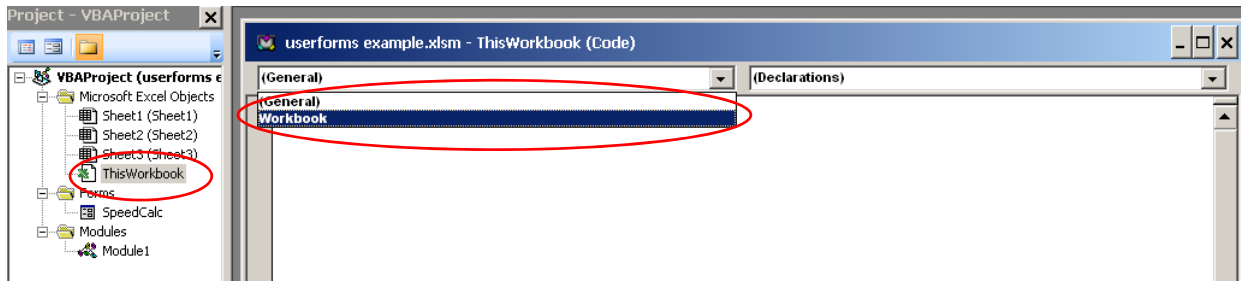 Project - VBAProject
VBAProject (userforms e
Microsoft Excel Objects
Sheet1 (Sheet1)
Sheet2 (Sheet2)
Sheet3 (Sheet3)
ThisWorkbook
Forms
SpeedCalc
Modules
Module1
userforms example.xlsm - ThisWorkbook (Code)
(General)
(Declarations)
(General)
Workbook